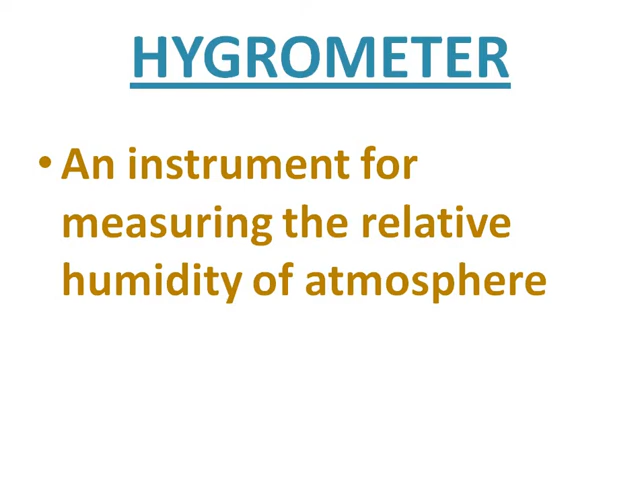 HYGROMETER
• An instrument for
measuring the relative
humidity of atmosphere